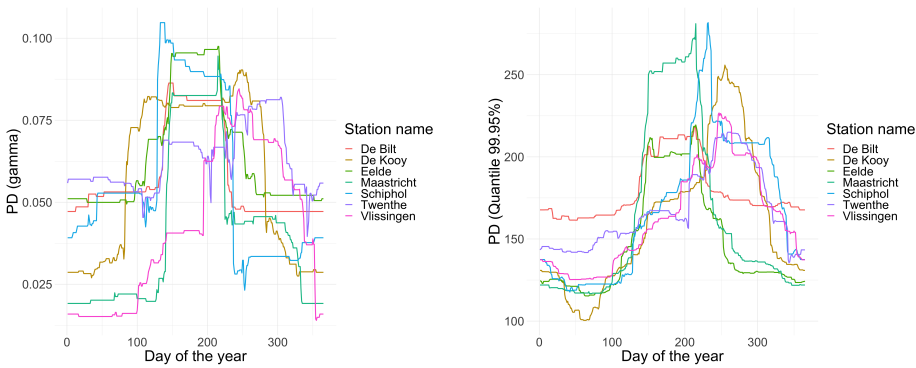 PD (gamma)
0.100
0.075
0.050
0.025
0
100
200
300
Day of the year
Station name
De Bilt
De Kooy
Eelde
Maastricht
Schiphol
Twenthe
Vlissingen
PD (Quantile 99.95%)
250
200
150
100
0
100
200
300
Day of the year
Station name
De Bilt
De Kooy
Eelde
Maastricht
Schiphol
Twenthe
Vlissingen